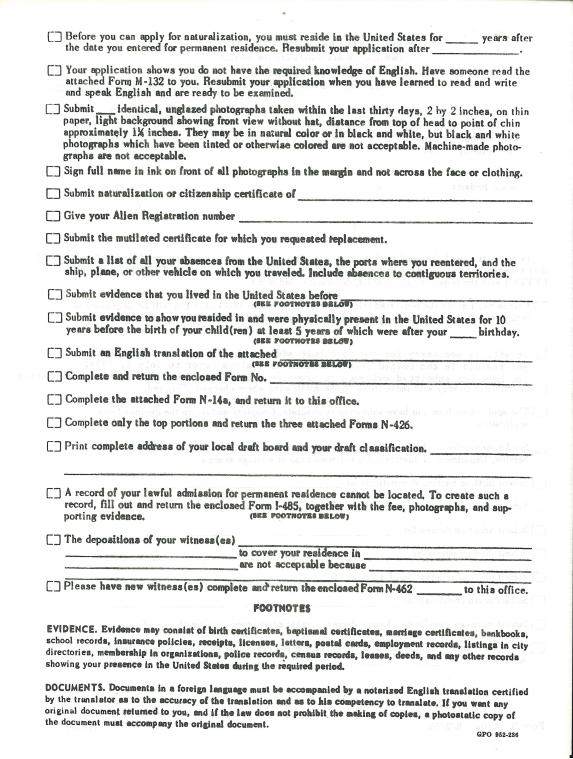 Before you can apply for naturalization, you must reside in the United States for ______ years after
the date you entered for permanent residence. Resubmit your application after ________________.
Your application shows you do not have the required knowledge of English. Have someone read the
attached Form M-132 to you. Resubmit your application when you have learned to read and write
and speak English and are ready to be examined.
Submit ____ identical, unglazed photographs taken within the last thirty days, 2 by 2 inches, on thin
paper, light background showing front view without hat, distance from top of head to point of chin
approximately 1¼ inches. They may be in natural color or in black and white, but black and white
photographs which have been tinted or otherwise colored are not acceptable. Machine-made photo-
graphs are not acceptable.
Sign full name in ink on front of all photographs in the margin and not across the face or clothing.
Submit naturalization or citizenship certificate of
Give your Alien Registration number
Submit the mutilated certificate for which you requested replacement.
Submit a list of all your absences from the United States, the ports where you reentered, and the
ship, plane, or other vehicle on which you traveled. Include absences to contiguous territories.
Submit evidence that you lived in the United States before
(SEE FOOTNOTES BELOW)
Submit evidence to show you resided in and were physically present in the United States for 10
years before the birth of your child(ren) at least 5 years of which were after your _____ birthday.
(SEE FOOTNOTES BELOW)
Submit an English translation of the attached
(SEE FOOTNOTES BELOW)
Complete and return the enclosed Form No.
Complete the attached Form N-14a, and return it to this office.
Complete only the top portions and return the three attached Forms N-426.
Print complete address of your local draft board and your draft classification.
A record of your lawful admission for permanent residence cannot be located. To create such a
record, fill out and return the enclosed Form I-485, together with the fee, photographs, and sup-
porting evidence. (SEE FOOTNOTES BELOW)
The depositions of your witness(es)
to cover your residence in
are not acceptable because
Please have new witness(es) complete and return the enclosed Form N-462 ________ to this office.
FOOTNOTES
EVIDENCE. Evidence may consist of birth certificates, baptismal certificates, marriage certificates, bankbooks,
school records, insurance policies, receipts, licenses, letters, postal cards, employment records, listings in city
directories, membership in organizations, police records, census records, leases, deeds, and any other records
showing your presence in the United States during the required period.
DOCUMENTS. Documents in a foreign language must be accompanied by a notarized English translation certified
by the translator as to the accuracy of the translation and as to his competency to translate. If you want any
original document returned to you, and if the law does not prohibit the making of copies, a photostatic copy of
the document must accompany the original document.
GPO 952-236